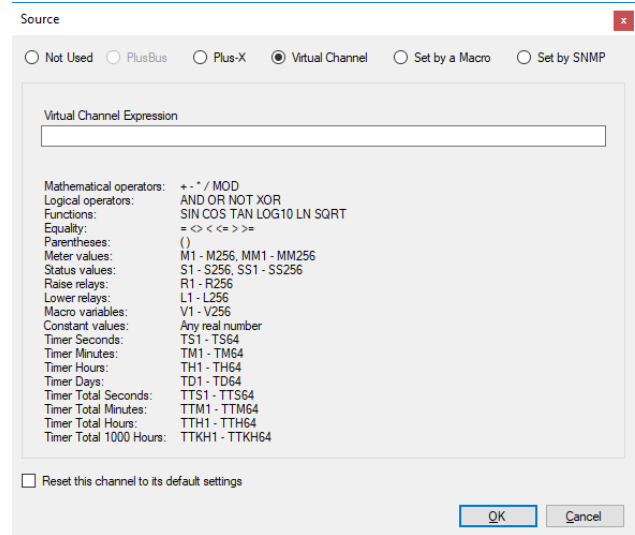 Source
x
Not Used PlusBus Plus-X Virtual Channel Set by a Macro Set by SNMP
Virtual Channel Expression
Mathematical operators: + - * / MOD
Logical operators: AND OR NOT XOR
Functions: SIN COS TAN LOG10 LN SQRT
Equality: = <> < <= > >=
Parentheses: ( )
Meter values: M1 - M256, MM1 - MM256
Status values: S1 - S256, SS1 - SS256
Raise relays: R1 - R256
Lower relays: L1 - L256
Macro variables: V1 - V256
Constant values: Any real number
Timer Seconds: TS1 - TS64
Timer Minutes: TM1 - TM64
Timer Hours: TH1 - TH64
Timer Days: TD1 - TD64
Timer Total Seconds: TTS1 - TTS64
Timer Total Minutes: TTM1 - TTM64
Timer Total Hours: TTH1 - TTH64
Timer Total 1000 Hours: TTKH1 - TTKH64
Reset this channel to its default settings
OK Cancel